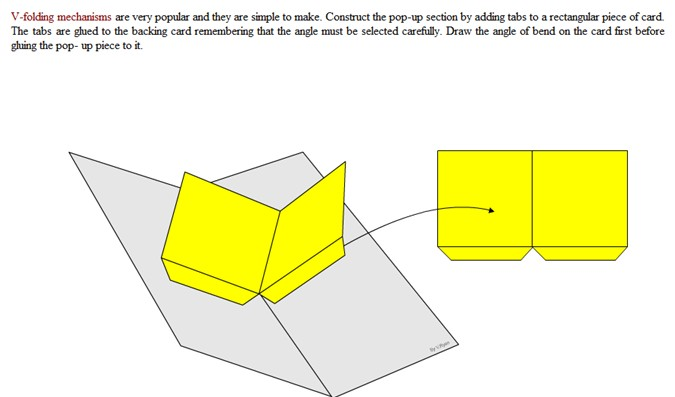 V-folding mechanisms are very popular and they are simple to make. Construct the pop-up section by adding tabs to a rectangular piece of card.
The tabs are glued to the backing card remembering that the angle must be selected carefully. Draw the angle of bend on the card first before
gluing the pop- up piece to it.
By V.Ryan